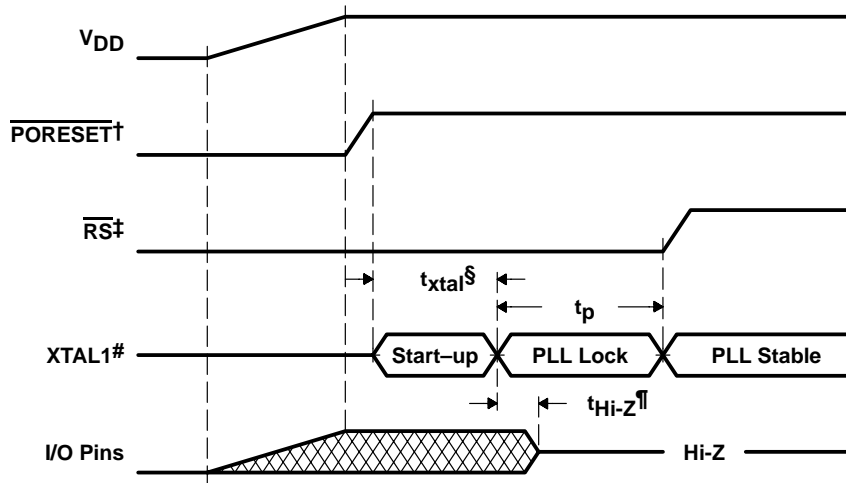 VDD
PORESET†
RS‡
txtal§
tp
XTAL1#
Start–up
PLL Lock
PLL Stable
tHi-Z¶
I/O Pins
Hi-Z